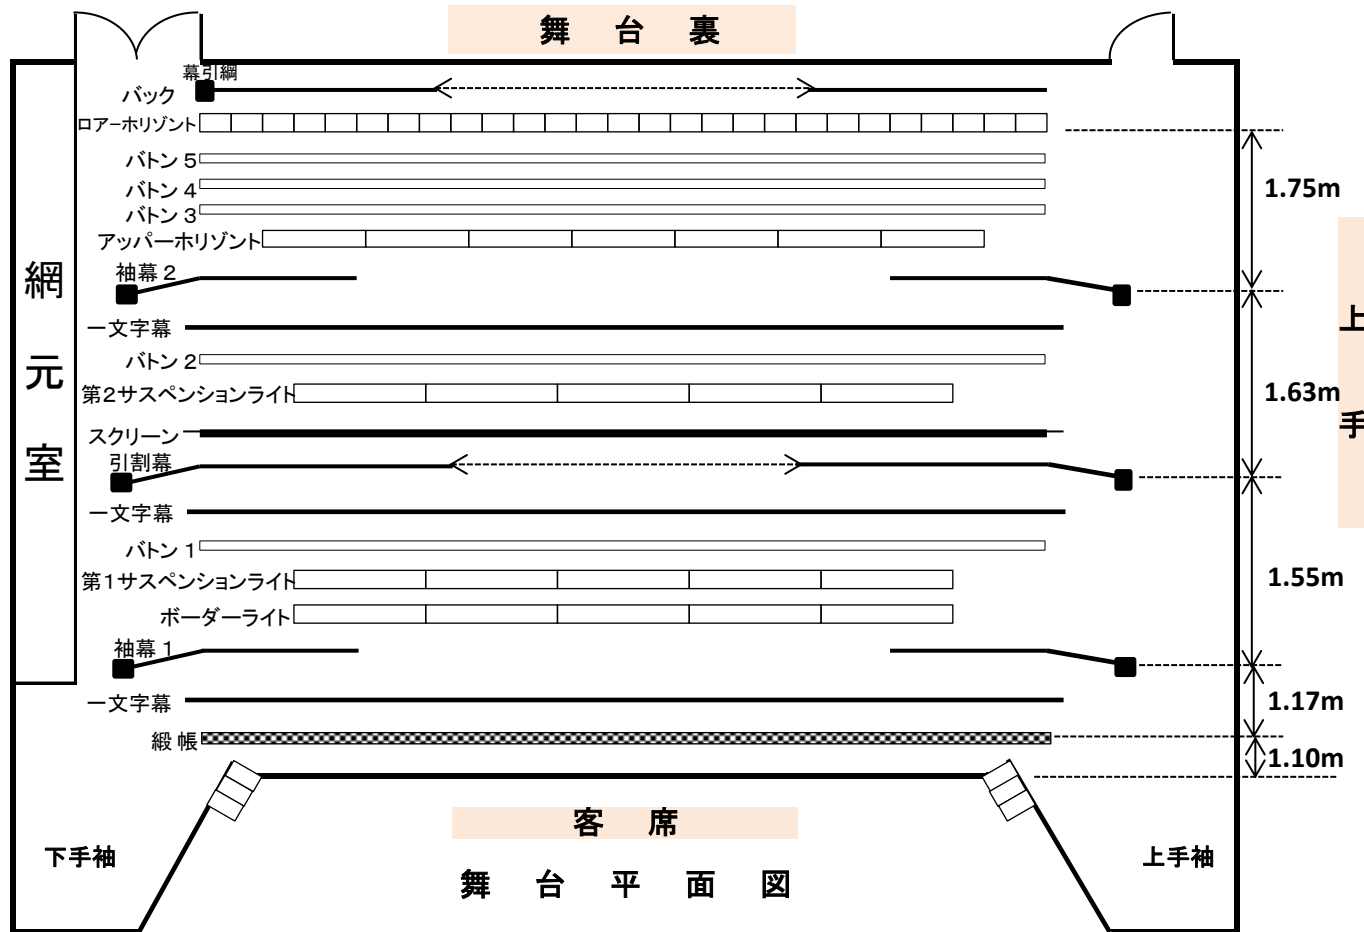 舞台裏
幕引綱
バック
ロアーホリゾント
バトン5
1.75m
バトン4
バトン3
アッパーホリゾント
袖幕2
網元室
上手
一文字幕
バトン2
1.63m
第2サスペンションライト
スクリーン
引割幕
一文字幕
バトン1
1.55m
第1サスペンションライト
ボーダーライト
袖幕1
一文字幕
1.17m
緞帳
1.10m
客席
下手袖
上手袖
舞台平面図